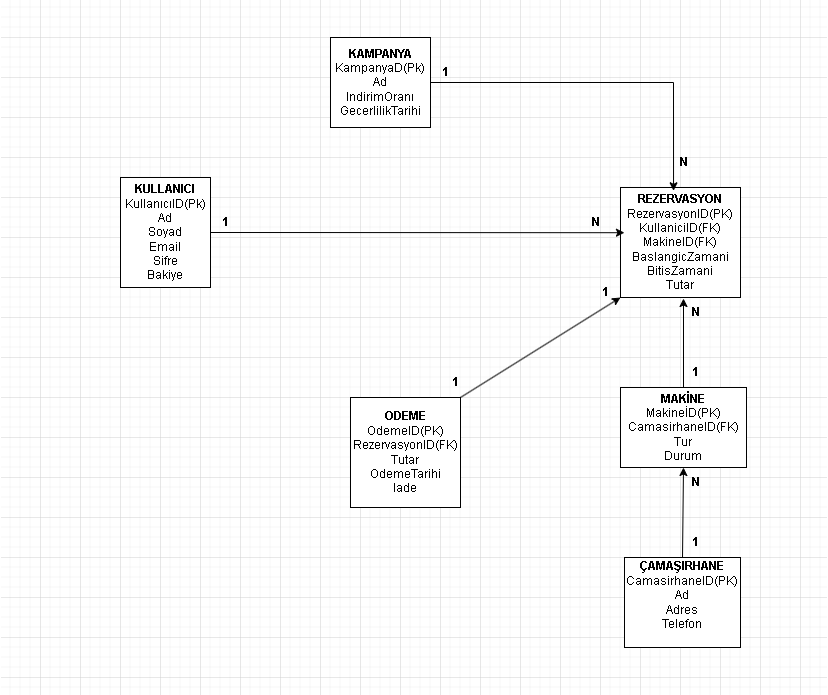 KAMPANYA
KampanyaD(Pk)
Ad
IndirimOranı
GecerlilikTarihi
1
N
KULLANICI
KullanıcıID(Pk)
Ad
Soyad
Email
Sifre
Bakiye
1
N
REZERVASYON
RezervasyonID(PK)
KullaniciID(FK)
MakineID(FK)
BaslangicZamani
BitisZamani
Tutar
1
N
1
1
ODEME
OdemeID(PK)
RezervasyonID(FK)
Tutar
OdemeTarihi
Iade
MAKİNE
MakineİD(PK)
CamasirhaneID(FK)
Tur
Durum
N
1
ÇAMAŞIRHANE
CamasirhaneID(PK)
Ad
Adres
Telefon